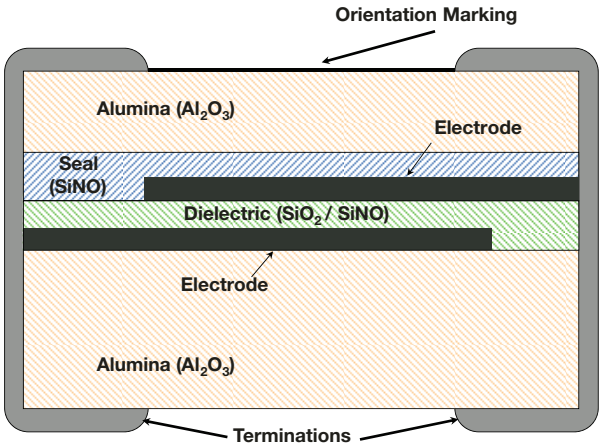 Orientation Marking
Alumina (Al₂O₃)
Electrode
Seal
(SiNO)
Dielectric (SiO₂ / SiNO)
Electrode
Alumina (Al₂O₃)
Terminations